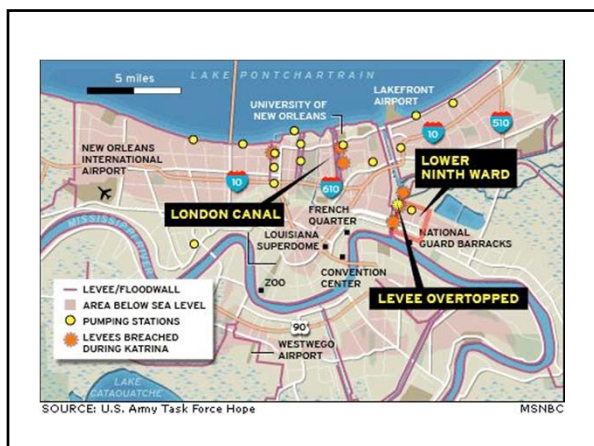 5 miles
LAKE PONTCHARTRAIN
LAKEFRONT
AIRPORT
UNIVERSITY OF
NEW ORLEANS
10
510
NEW ORLEANS
INTERNATIONAL
AIRPORT
LOWER
NINTH WARD
10
610
LONDON CANAL
FRENCH
QUARTER
MISSISSIPPI RIVER
LOUISIANA
SUPERDOME
NATIONAL
GUARD BARRACKS
CONVENTION
CENTER
ZOO
LEVEE OVERTOPPED
LEVEE/FLOODWALL
AREA BELOW SEA LEVEL
PUMPING STATIONS
LEVEES BREACHED
DURING KATRINA
90
WESTWEGO
AIRPORT
LAKE
CATAOUATCHE
SOURCE: U.S. Army Task Force Hope
MSNBC